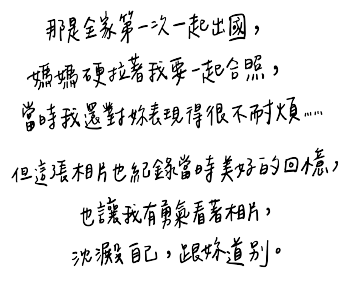 那是全家第一次一起出國，
媽媽硬拉著我要一起合照，
當時我還對妳表現得很不耐煩……
但這張相片也紀錄當時美好的回憶，
也讓我有勇氣看著相片，
沈澱自己，跟妳道別。